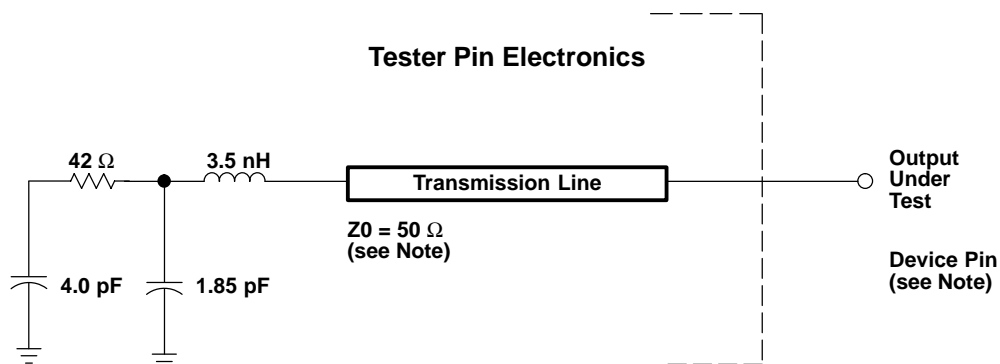 Tester Pin Electronics
42 Ω
3.5 nH
Transmission Line
Output
Under
Test
Z0 = 50 Ω
(see Note)
Device Pin
(see Note)
4.0 pF
1.85 pF